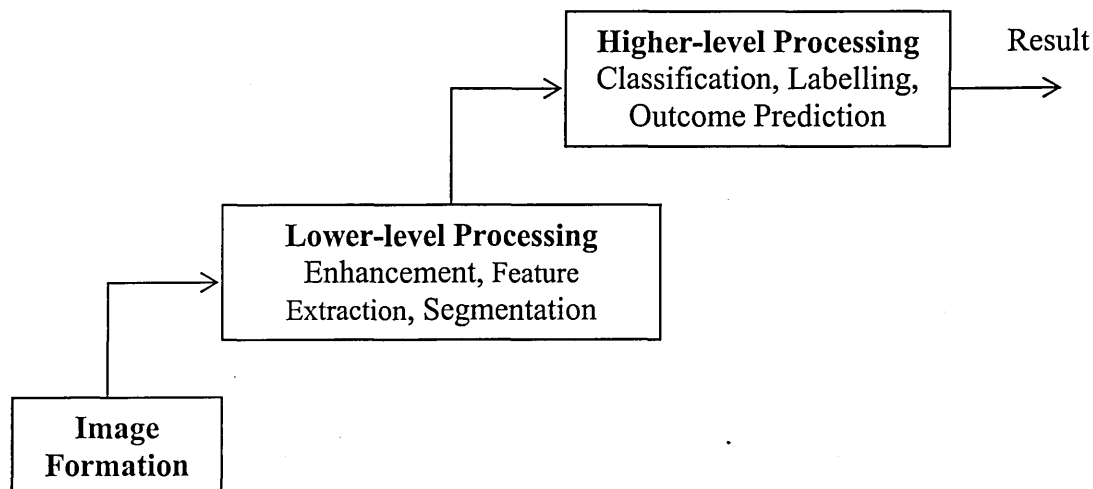 Higher-level Processing
Classification, Labelling,
Outcome Prediction
Result
Lower-level Processing
Enhancement, Feature
Extraction, Segmentation
Image
Formation